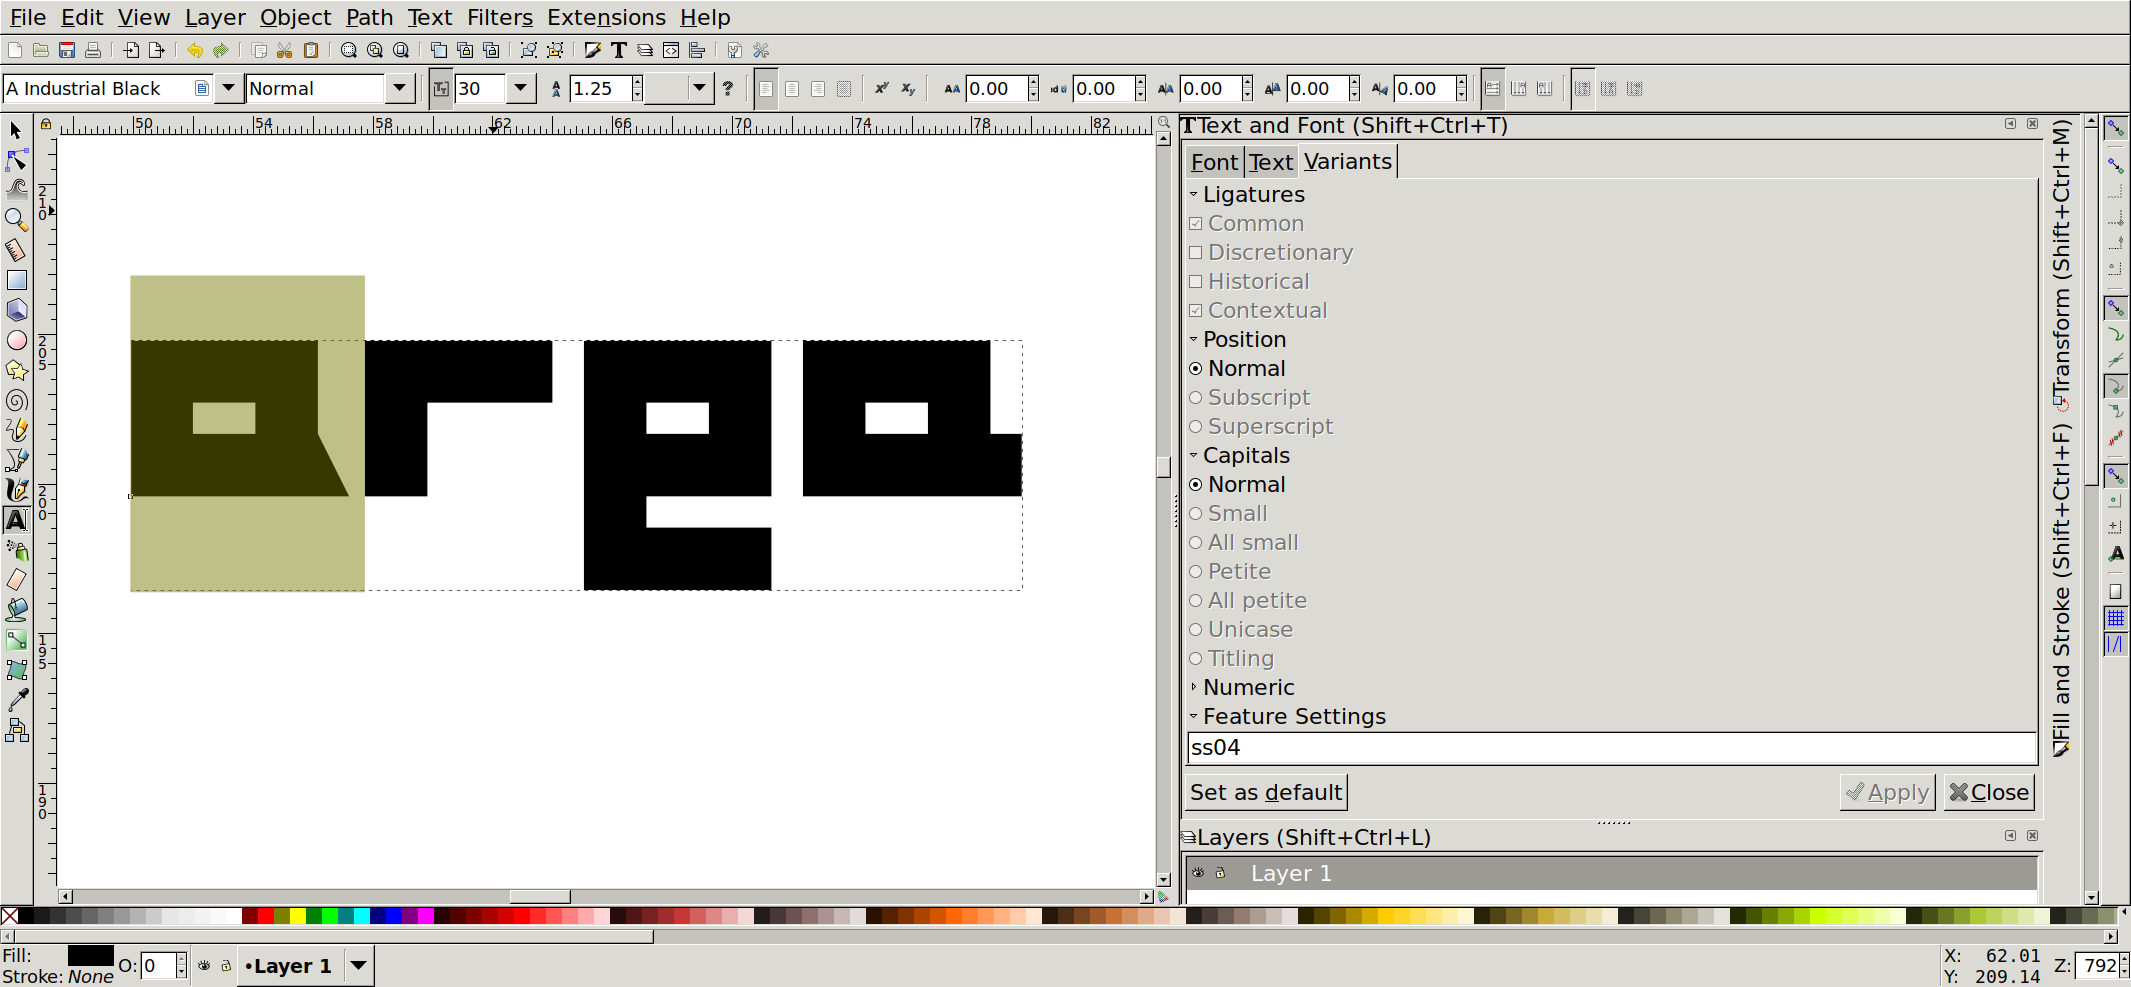 File Edit View Layer Object Path Text Filters Extensions Help
A Industrial Black Normal 30 1.25 ? 0.00 0.00 0.00 0.00 0.00
50 54 58 62 66 70 74 78 82
210
205
200
195
190
area
Text and Font (Shift+Ctrl+T)
Font Text Variants
Ligatures
Common
Discretionary
Historical
Contextual
Position
Normal
Subscript
Superscript
Capitals
Normal
Small
All small
Petite
All petite
Unicase
Titling
Numeric
Feature Settings
ss04
Set as default Apply Close
Layers (Shift+Ctrl+L)
Layer 1
Transform (Shift+Ctrl+M)
Fill and Stroke (Shift+Ctrl+F)
Fill:
Stroke: None O: 0 •Layer 1
X: 62.01
Y: 209.14
Z: 792